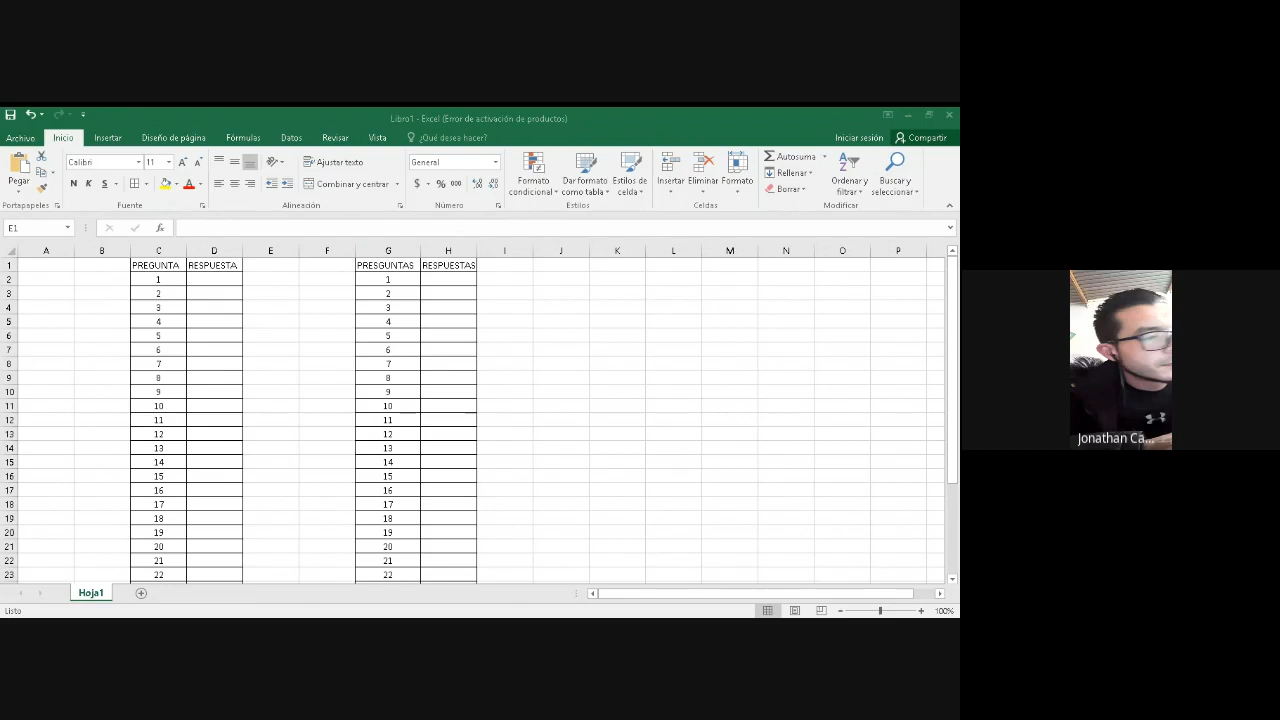 Libro1 - Excel (Error de activación de productos)
Archivo Inicio Insertar Diseño de página Fórmulas Datos Revisar Vista ¿Qué desea hacer? Iniciar sesión Compartir
Pegar
Calibri 11
N K S
Ajustar texto
Combinar y centrar
General
$ % 000
Formato condicional
Dar formato como tabla
Estilos de celda
Insertar Eliminar Formato
Autosuma
Rellenar
Borrar
Ordenar y filtrar
Buscar y seleccionar
Portapapeles Fuente Alineación Número Estilos Celdas Modificar
E1 fx
A B C D E F G H I J K L M N O P
1 PREGUNTA RESPUESTA PRESGUNTAS RESPUESTAS
2 1 1
3 2 2
4 3 3
5 4 4
6 5 5
7 6 6
8 7 7
9 8 8
10 9 9
11 10 10
12 11 11
13 12 12
14 13 13
15 14 14
16 15 15
17 16 16
18 17 17
19 18 18
20 19 19
21 20 20
22 21 21
23 22 22
Hoja1
Listo 100%
Jonathan Ca...